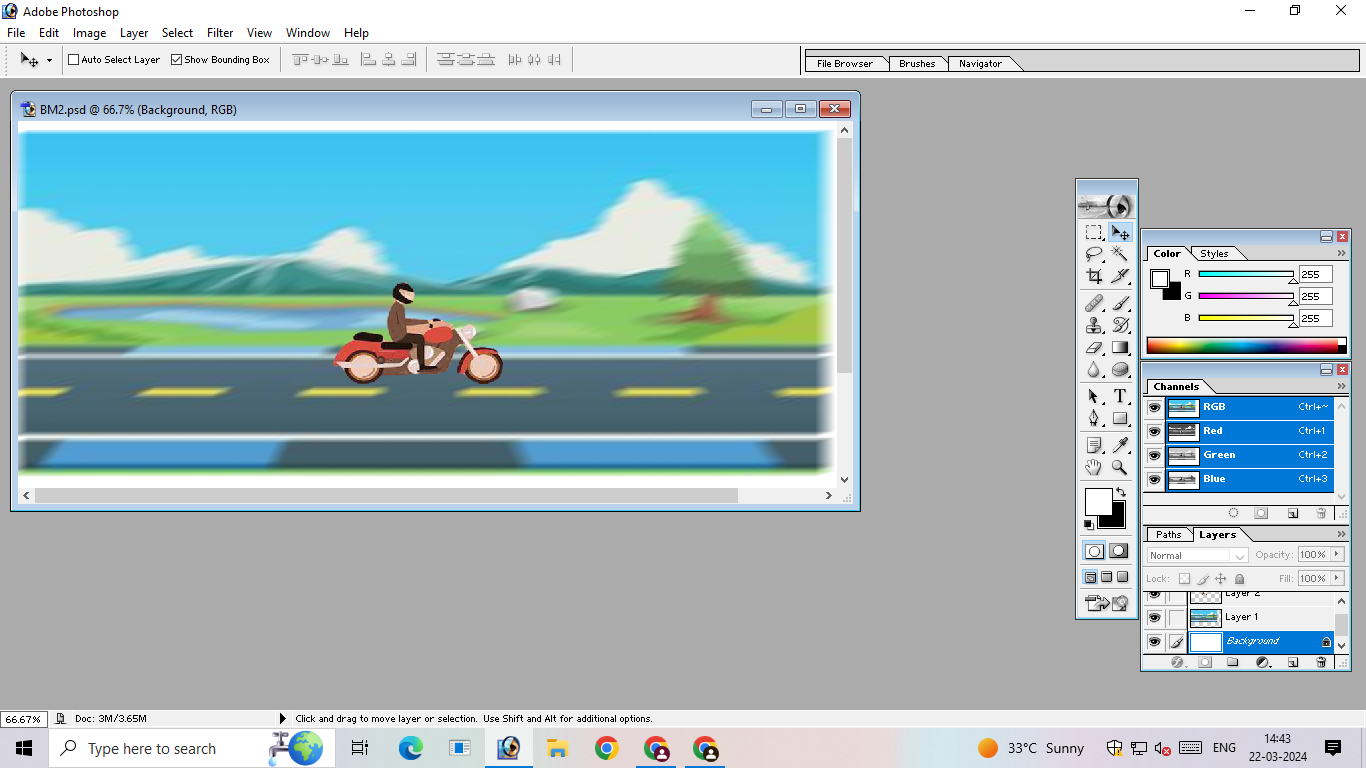 Adobe Photoshop
File Edit Image Layer Select Filter View Window Help
Auto Select Layer Show Bounding Box File Browser Brushes Navigator
BM2.psd @ 66.7% (Background, RGB)
Color Styles
R 255
G 255
B 255
Channels
RGB Ctrl+~
Red Ctrl+1
Green Ctrl+2
Blue Ctrl+3
Paths Layers
Normal Opacity: 100%
Lock: Fill: 100%
Layer 2
Layer 1
Background
66.67% Doc: 3M/3.65M Click and drag to move layer or selection. Use Shift and Alt for additional options.
Type here to search 33°C Sunny ENG 14:43
22-03-2024